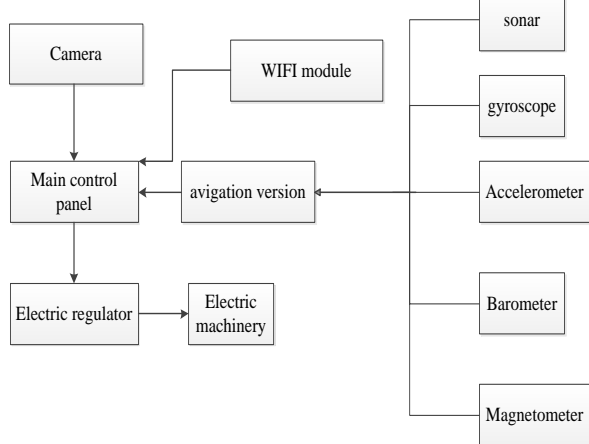 sonar
Camera
WIFI module
gyroscope
Main control
panel
avigation version
Accelerometer
Electric regulator
Electric
machinery
Barometer
Magnetometer